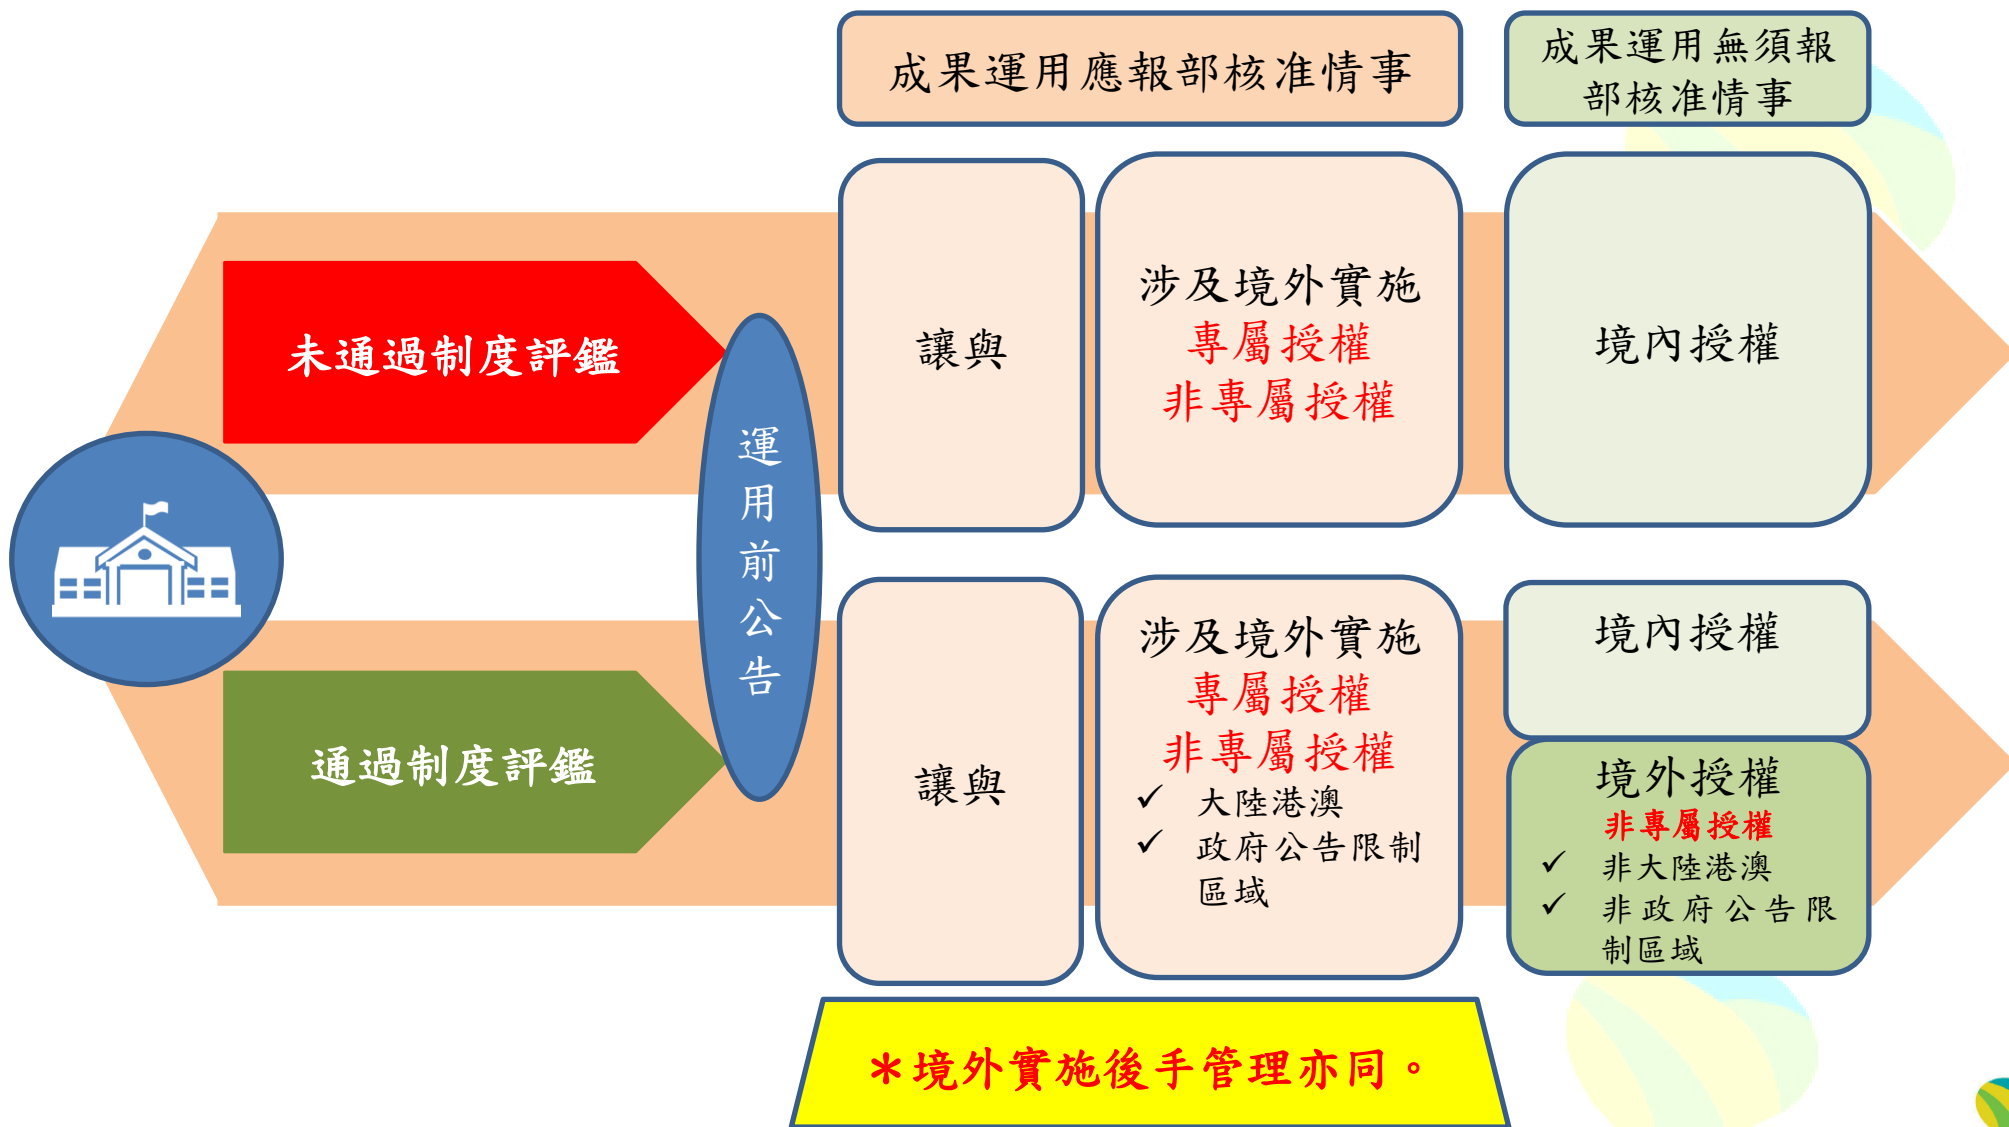 成果運用應報部核准情事
成果運用無須報
部核准情事
未通過制度評鑑
運
用
前
公
告
讓與
涉及境外實施
專屬授權
非專屬授權
境內授權
通過制度評鑑
讓與
涉及境外實施
專屬授權
非專屬授權
✓ 大陸港澳
✓ 政府公告限制
區域
境內授權
境外授權
非專屬授權
✓ 非大陸港澳
✓ 非政府公告限
制區域
＊境外實施後手管理亦同。